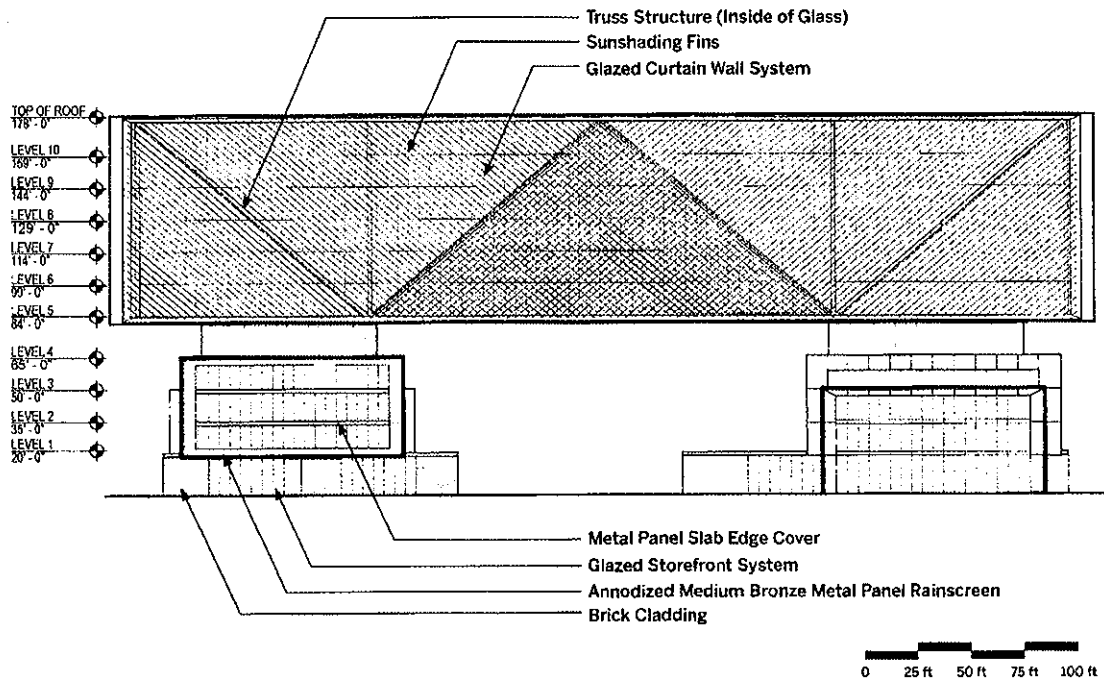 Truss Structure (Inside of Glass)
Sunshading Fins
Glazed Curtain Wall System
TOP OF ROOF
178' - 0"
LEVEL 10
159' - 0"
LEVEL 9
144' - 0"
LEVEL 8
129' - 0"
LEVEL 7
114' - 0"
LEVEL 6
99' - 0"
LEVEL 5
84' - 0"
LEVEL 4
65' - 0"
LEVEL 3
50' - 0"
LEVEL 2
35' - 0"
LEVEL 1
20' - 0"
Metal Panel Slab Edge Cover
Glazed Storefront System
Annodized Medium Bronze Metal Panel Rainscreen
Brick Cladding
0 25 ft 50 ft 75 ft 100 ft